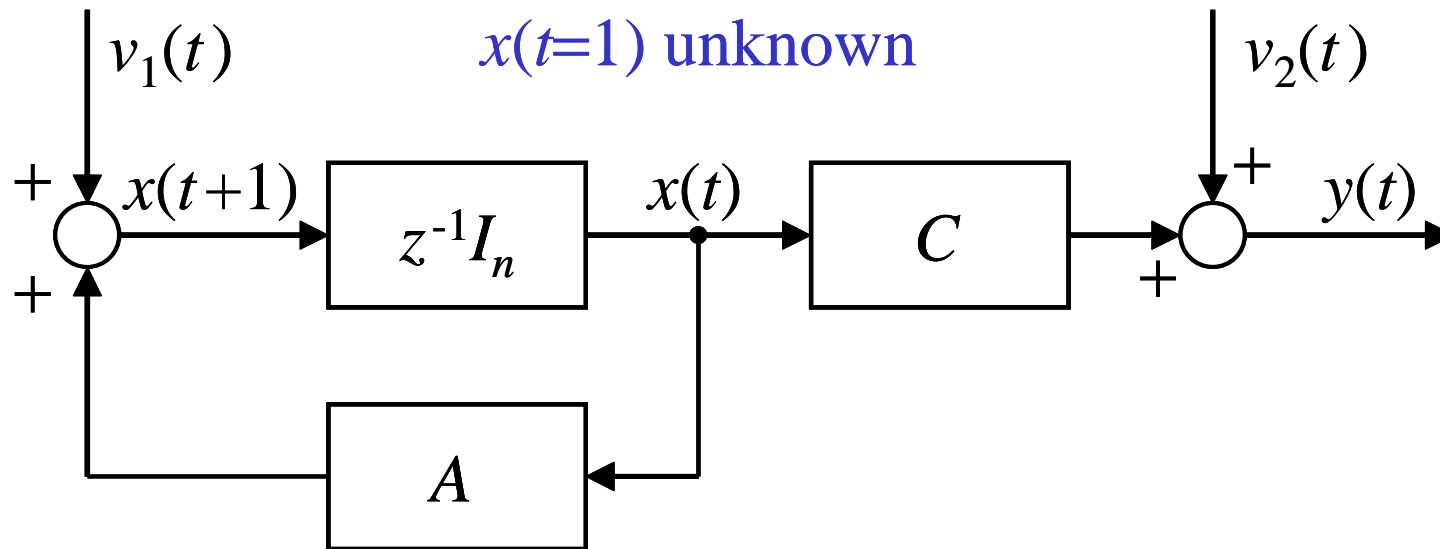 v₁(t)
x(t=1) unknown
v₂(t)
+
x(t+1)
z⁻¹Iₙ
x(t)
C
+
y(t)
+
+
A